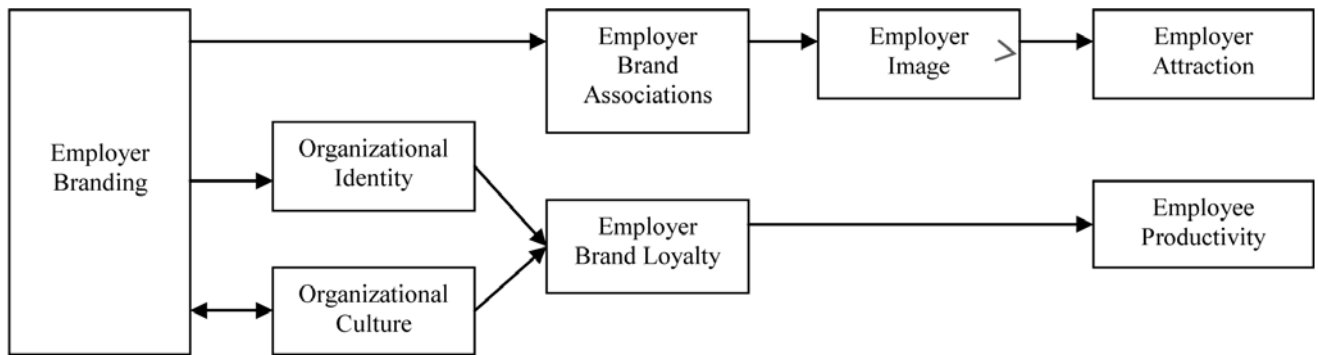 Employer
Branding
Organizational
Identity
Organizational
Culture
Employer
Brand
Associations
Employer
Brand Loyalty
Employer
Image
Employer
Attraction
Employee
Productivity